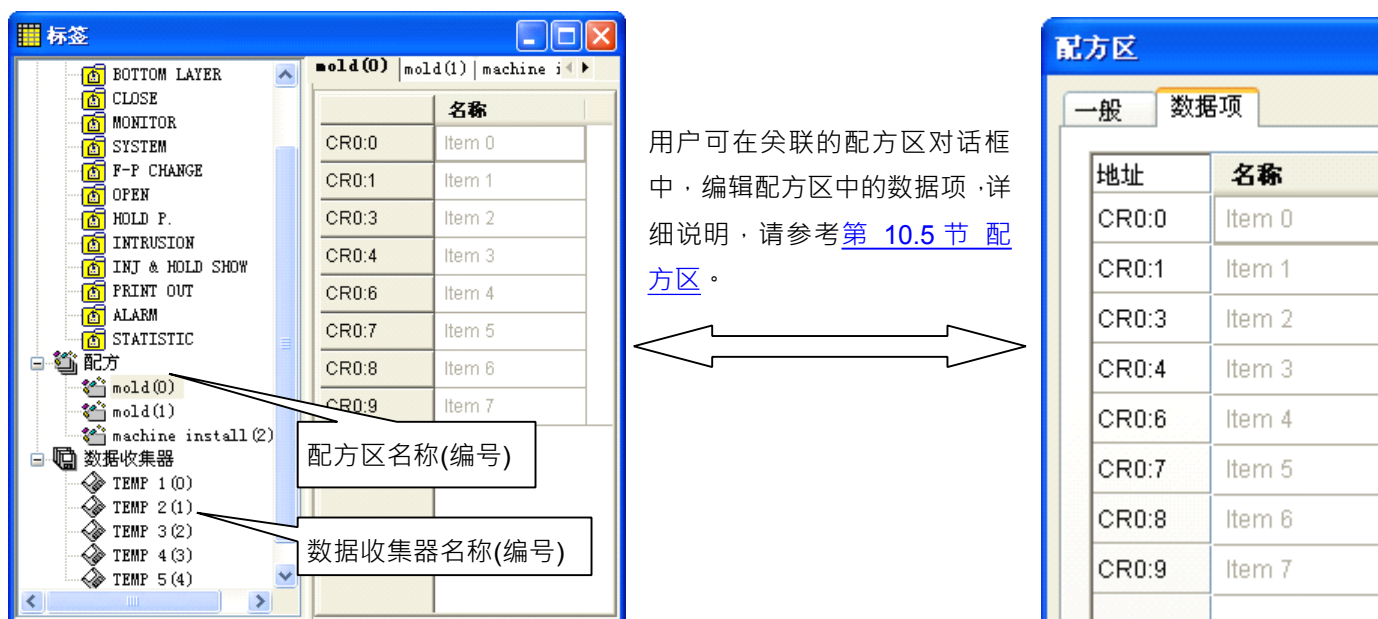 标签
BOTTOM LAYER
CLOSE
MONITOR
SYSTEM
F-P CHANGE
OPEN
HOLD P.
INTRUSION
INJ & HOLD SHOW
PRINT OUT
ALARM
STATISTIC
配方
mold(0)
mold(1)
machine install(2)
数据收集器
TEMP 1(0)
TEMP 2(1)
TEMP 3(2)
TEMP 4(3)
TEMP 5(4)
mold(0) mold(1) machine i
名称
CR0:0 Item 0
CR0:1 Item 1
CR0:3 Item 2
CR0:4 Item 3
CR0:6 Item 4
CR0:7 Item 5
CR0:8 Item 6
CR0:9 Item 7
配方区名称(编号)
数据收集器名称(编号)
用户可在关联的配方区对话框
中，编辑配方区中的数据项，详
细说明，请参考第 10.5 节 配
方区。
配方区
一般 数据项
地址 名称
CR0:0 Item 0
CR0:1 Item 1
CR0:3 Item 2
CR0:4 Item 3
CR0:6 Item 4
CR0:7 Item 5
CR0:8 Item 6
CR0:9 Item 7